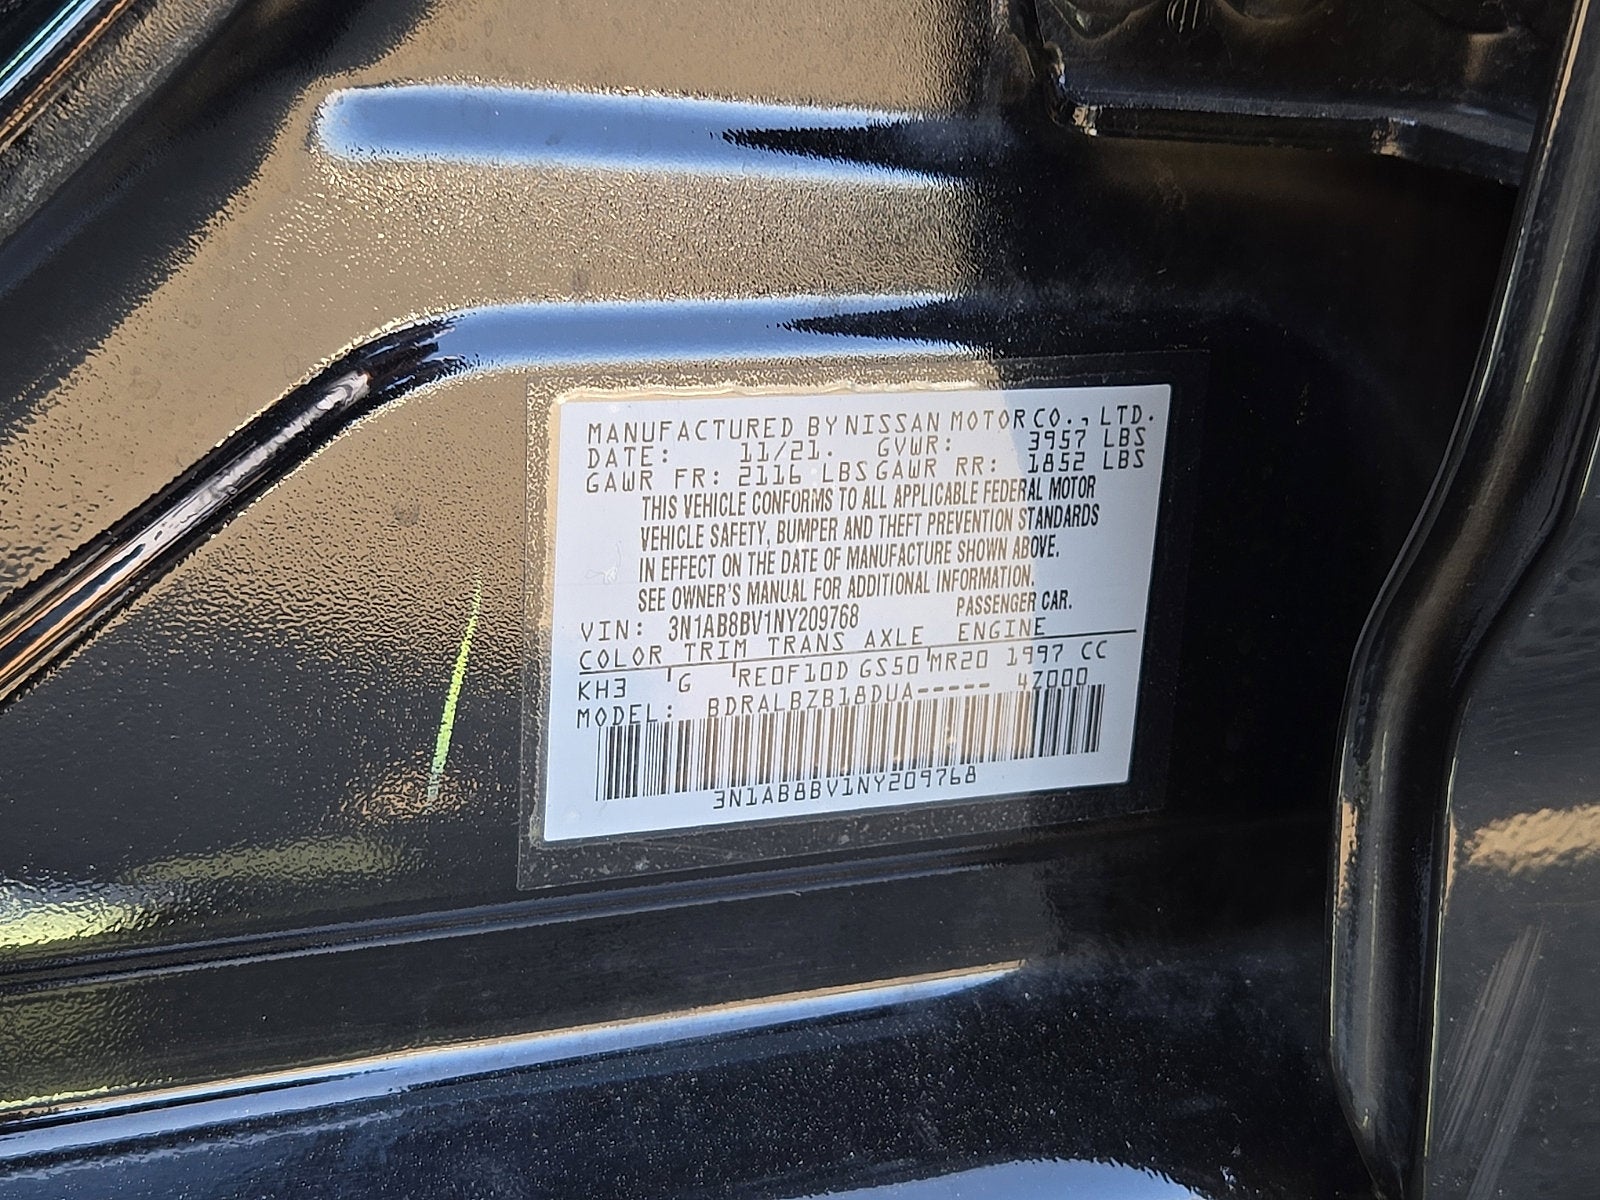 MANUFACTURED BY NISSAN MOTOR CO., LTD.
DATE: 11/21. GVWR: 3957 LBS
GAWR FR: 2116 LBS GAWR RR: 1852 LBS
THIS VEHICLE CONFORMS TO ALL APPLICABLE FEDERAL MOTOR
VEHICLE SAFETY, BUMPER AND THEFT PREVENTION STANDARDS
IN EFFECT ON THE DATE OF MANUFACTURE SHOWN ABOVE.
SEE OWNER'S MANUAL FOR ADDITIONAL INFORMATION.
VIN: 3N1AB8BV1NY209768 PASSENGER CAR.
COLOR TRIM TRANS AXLE ENGINE
KH3 G RE0F10D GS50 MR20 1997 CC
MODEL: BDRALBZB18DUA----- 4Z000
3N1AB8BV1NY209768